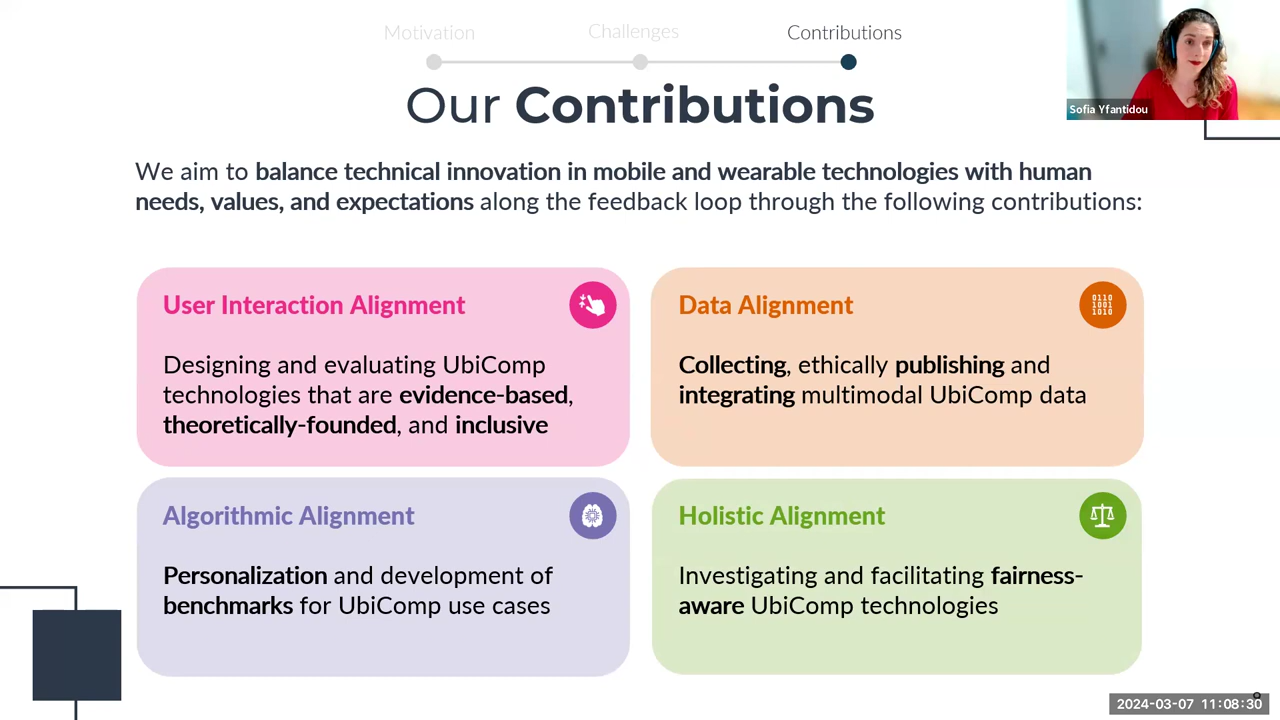 Motivation
Challenges
Contributions
Our Contributions
Sofia Yfantidou
We aim to balance technical innovation in mobile and wearable technologies with human
needs, values, and expectations along the feedback loop through the following contributions:
User Interaction Alignment
Designing and evaluating UbiComp
technologies that are evidence-based,
theoretically-founded, and inclusive
Data Alignment
0110
1001
1010
Collecting, ethically publishing and
integrating multimodal UbiComp data
Algorithmic Alignment
Personalization and development of
benchmarks for UbiComp use cases
Holistic Alignment
Investigating and facilitating fairness-
aware UbiComp technologies
2024-03-07 11:08:30